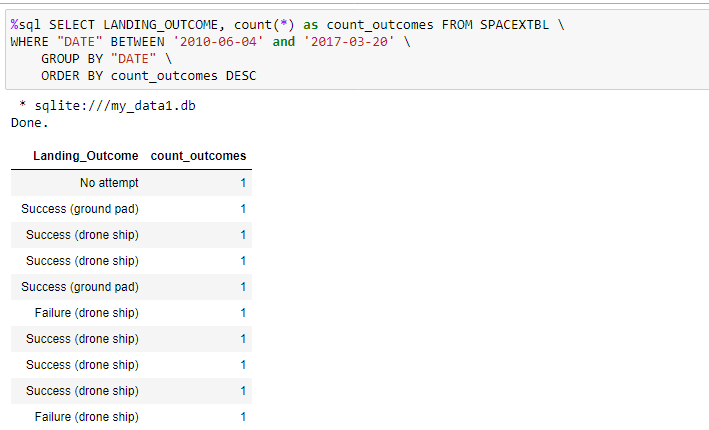 %sql SELECT LANDING_OUTCOME, count(*) as count_outcomes FROM SPACEXTBL \
WHERE "DATE" BETWEEN '2010-06-04' and '2017-03-20' \
GROUP BY "DATE" \
ORDER BY count_outcomes DESC
* sqlite:///my_data1.db
Done.
Landing_Outcome count_outcomes
No attempt 1
Success (ground pad) 1
Success (drone ship) 1
Success (drone ship) 1
Success (ground pad) 1
Failure (drone ship) 1
Success (drone ship) 1
Success (drone ship) 1
Success (drone ship) 1
Failure (drone ship) 1